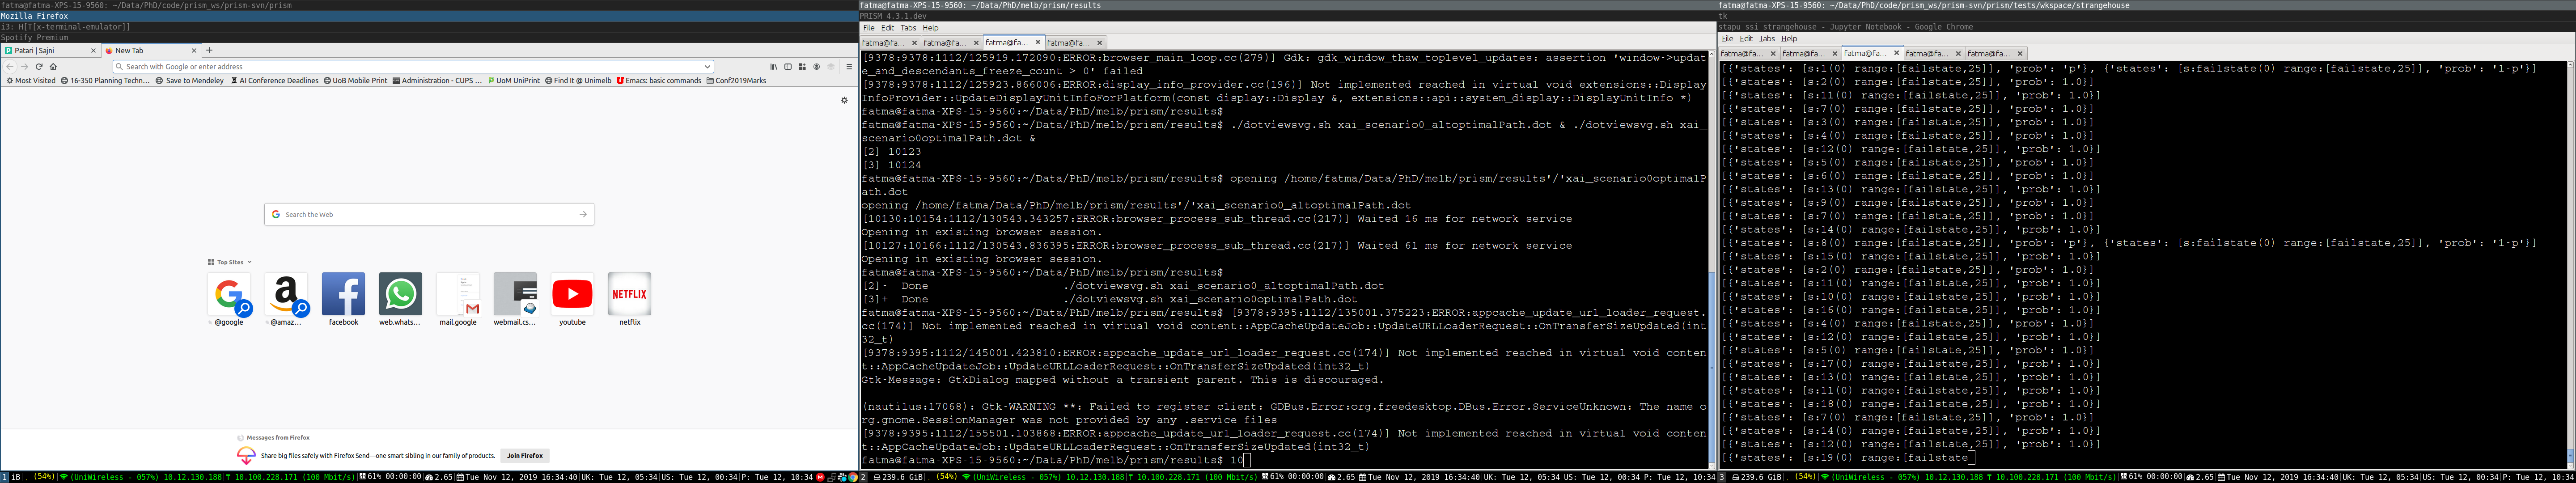 fatma@fatma-XPS-15-9560: ~/Data/PhD/code/prism_ws/prism-svn/prism
Mozilla Firefox
i3: H[T[x-terminal-emulator]]
Spotify Premium
Patari | Sajni
New Tab
Search with Google or enter address
Most Visited
16-350 Planning Techn…
Save to Mendeley
AI Conference Deadlines
UoB Mobile Print
Administration - CUPS …
UoM UniPrint
Find It @ Unimelb
Emacs: basic commands
Conf2019Marks
Search the Web
Top Sites
@google
@amaz…
facebook
web.whats…
mail.google
webmail.cs…
youtube
NETFLIX
netflix
Messages from Firefox
Share big files safely with Firefox Send—one smart sibling in our family of products.
Join Firefox
1 iB| (54%) (UniWireless - 057%) 10.12.130.188 T 10.100.228.171 (100 Mbit/s) 61% 00:00:00 2.65 Tue Nov 12, 2019 16:34:40 UK: Tue 12, 05:34 US: Tue 12, 00:34 P: Tue 12, 10:34
fatma@fatma-XPS-15-9560: ~/Data/PhD/melb/prism/results
PRISM 4.3.1.dev
File Edit Tabs Help
fatma@fa…
fatma@fa…
fatma@fa…
fatma@fa…
[9378:9378:1112/125919.172090:ERROR:browser_main_loop.cc(279)] Gdk: gdk_window_thaw_toplevel_updates: assertion 'window->updat
e_and_descendants_freeze_count > 0' failed
[9378:9378:1112/125923.866006:ERROR:display_info_provider.cc(196)] Not implemented reached in virtual void extensions::Display
InfoProvider::UpdateDisplayUnitInfoForPlatform(const display::Display &, extensions::api::system_display::DisplayUnitInfo *)
fatma@fatma-XPS-15-9560:~/Data/PhD/melb/prism/results$
fatma@fatma-XPS-15-9560:~/Data/PhD/melb/prism/results$ ./dotviewsvg.sh xai_scenario0_altoptimalPath.dot & ./dotviewsvg.sh xai_
scenario0optimalPath.dot &
[2] 10123
[3] 10124
fatma@fatma-XPS-15-9560:~/Data/PhD/melb/prism/results$ opening /home/fatma/Data/PhD/melb/prism/results'/'xai_scenario0optimalP
ath.dot
opening /home/fatma/Data/PhD/melb/prism/results'/'xai_scenario0_altoptimalPath.dot
[10130:10154:1112/130543.343257:ERROR:browser_process_sub_thread.cc(217)] Waited 16 ms for network service
Opening in existing browser session.
[10127:10166:1112/130543.836395:ERROR:browser_process_sub_thread.cc(217)] Waited 61 ms for network service
Opening in existing browser session.
fatma@fatma-XPS-15-9560:~/Data/PhD/melb/prism/results$
[2]- Done ./dotviewsvg.sh xai_scenario0_altoptimalPath.dot
[3]+ Done ./dotviewsvg.sh xai_scenario0optimalPath.dot
fatma@fatma-XPS-15-9560:~/Data/PhD/melb/prism/results$ [9378:9395:1112/135001.375223:ERROR:appcache_update_url_loader_request.
cc(174)] Not implemented reached in virtual void content::AppCacheUpdateJob::UpdateURLLoaderRequest::OnTransferSizeUpdated(int
32_t)
[9378:9395:1112/145001.423810:ERROR:appcache_update_url_loader_request.cc(174)] Not implemented reached in virtual void conten
t::AppCacheUpdateJob::UpdateURLLoaderRequest::OnTransferSizeUpdated(int32_t)
Gtk-Message: GtkDialog mapped without a transient parent. This is discouraged.
(nautilus:17068): Gtk-WARNING **: Failed to register client: GDBus.Error:org.freedesktop.DBus.Error.ServiceUnknown: The name o
rg.gnome.SessionManager was not provided by any .service files
[9378:9395:1112/155501.103868:ERROR:appcache_update_url_loader_request.cc(174)] Not implemented reached in virtual void conten
t::AppCacheUpdateJob::UpdateURLLoaderRequest::OnTransferSizeUpdated(int32_t)
fatma@fatma-XPS-15-9560:~/Data/PhD/melb/prism/results$ 10
2 239.6 GiB| (54%) (UniWireless - 057%) 10.12.130.188 T 10.100.228.171 (100 Mbit/s) 61% 00:00:00 2.65 Tue Nov 12, 2019 16:34:40 UK: Tue 12, 05:34 US: Tue 12, 00:34 P: Tue 12, 10:34
fatma@fatma-XPS-15-9560: ~/Data/PhD/code/prism_ws/prism-svn/prism/tests/wkspace/strangehouse
tk
stapu_ssi_strangehouse - Jupyter Notebook - Google Chrome
File Edit Tabs Help
fatma@fa…
fatma@fa…
fatma@fa…
fatma@fa…
fatma@fa…
[{'states': [s:1(0) range:[failstate,25]], 'prob': 'p'}, {'states': [s:failstate(0) range:[failstate,25]], 'prob': '1-p'}]
[{'states': [s:2(0) range:[failstate,25]], 'prob': 1.0}]
[{'states': [s:11(0) range:[failstate,25]], 'prob': 1.0}]
[{'states': [s:7(0) range:[failstate,25]], 'prob': 1.0}]
[{'states': [s:3(0) range:[failstate,25]], 'prob': 1.0}]
[{'states': [s:4(0) range:[failstate,25]], 'prob': 1.0}]
[{'states': [s:12(0) range:[failstate,25]], 'prob': 1.0}]
[{'states': [s:5(0) range:[failstate,25]], 'prob': 1.0}]
[{'states': [s:6(0) range:[failstate,25]], 'prob': 1.0}]
[{'states': [s:13(0) range:[failstate,25]], 'prob': 1.0}]
[{'states': [s:9(0) range:[failstate,25]], 'prob': 1.0}]
[{'states': [s:7(0) range:[failstate,25]], 'prob': 1.0}]
[{'states': [s:14(0) range:[failstate,25]], 'prob': 1.0}]
[{'states': [s:8(0) range:[failstate,25]], 'prob': 'p'}, {'states': [s:failstate(0) range:[failstate,25]], 'prob': '1-p'}]
[{'states': [s:15(0) range:[failstate,25]], 'prob': 1.0}]
[{'states': [s:2(0) range:[failstate,25]], 'prob': 1.0}]
[{'states': [s:11(0) range:[failstate,25]], 'prob': 1.0}]
[{'states': [s:10(0) range:[failstate,25]], 'prob': 1.0}]
[{'states': [s:16(0) range:[failstate,25]], 'prob': 1.0}]
[{'states': [s:4(0) range:[failstate,25]], 'prob': 1.0}]
[{'states': [s:12(0) range:[failstate,25]], 'prob': 1.0}]
[{'states': [s:5(0) range:[failstate,25]], 'prob': 1.0}]
[{'states': [s:17(0) range:[failstate,25]], 'prob': 1.0}]
[{'states': [s:13(0) range:[failstate,25]], 'prob': 1.0}]
[{'states': [s:11(0) range:[failstate,25]], 'prob': 1.0}]
[{'states': [s:18(0) range:[failstate,25]], 'prob': 1.0}]
[{'states': [s:7(0) range:[failstate,25]], 'prob': 1.0}]
[{'states': [s:14(0) range:[failstate,25]], 'prob': 1.0}]
[{'states': [s:12(0) range:[failstate,25]], 'prob': 1.0}]
[{'states': [s:19(0) range:[failstate
3 239.6 GiB| (54%) (UniWireless - 057%) 10.12.130.188 T 10.100.228.171 (100 Mbit/s) 61% 00:00:00 2.65 Tue Nov 12, 2019 16:34:40 UK: Tue 12, 05:34 US: Tue 12, 00:34 P: Tue 12, 10:34